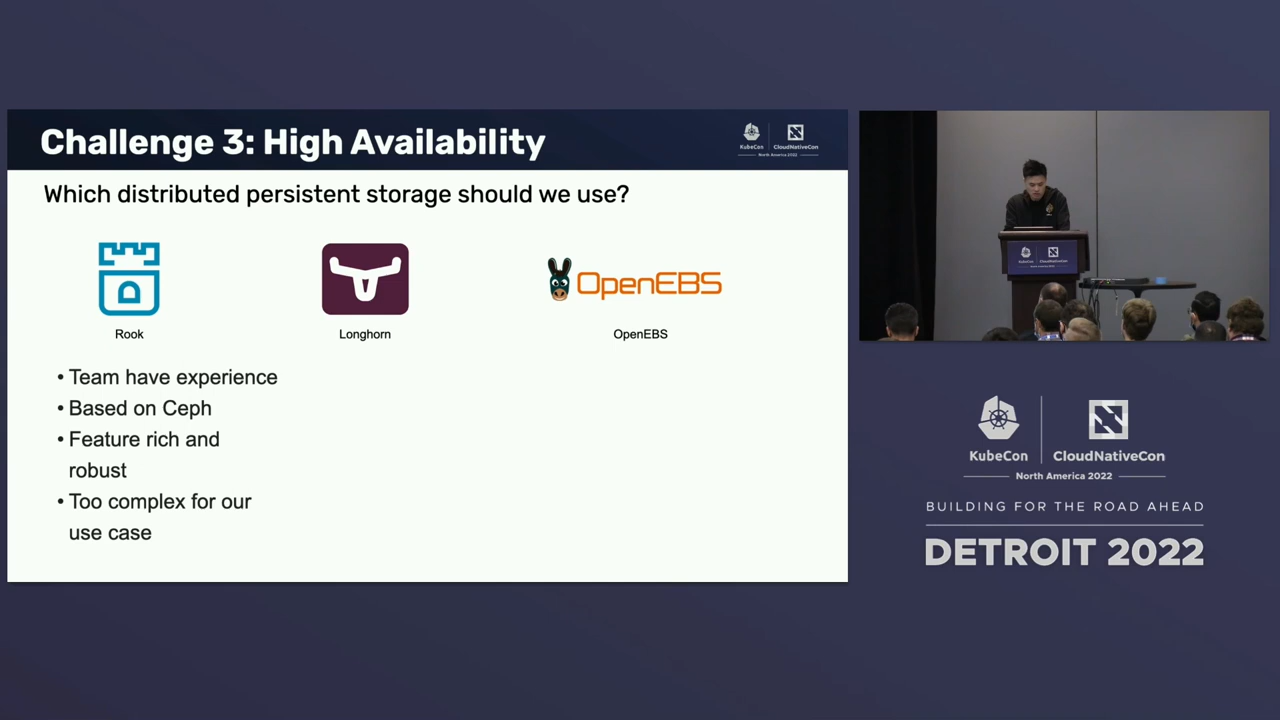 Challenge 3: High Availability
KubeCon
CloudNativeCon
North America 2022
Which distributed persistent storage should we use?
OpenEBS
Rook
Longhorn
OpenEBS
• Team have experience
• Based on Ceph
• Feature rich and
robust
• Too complex for our
use case
KubeCon
CloudNativeCon
KubeCon
CloudNativeCon
North America 2022
BUILDING FOR THE ROAD AHEAD
DETROIT 2022